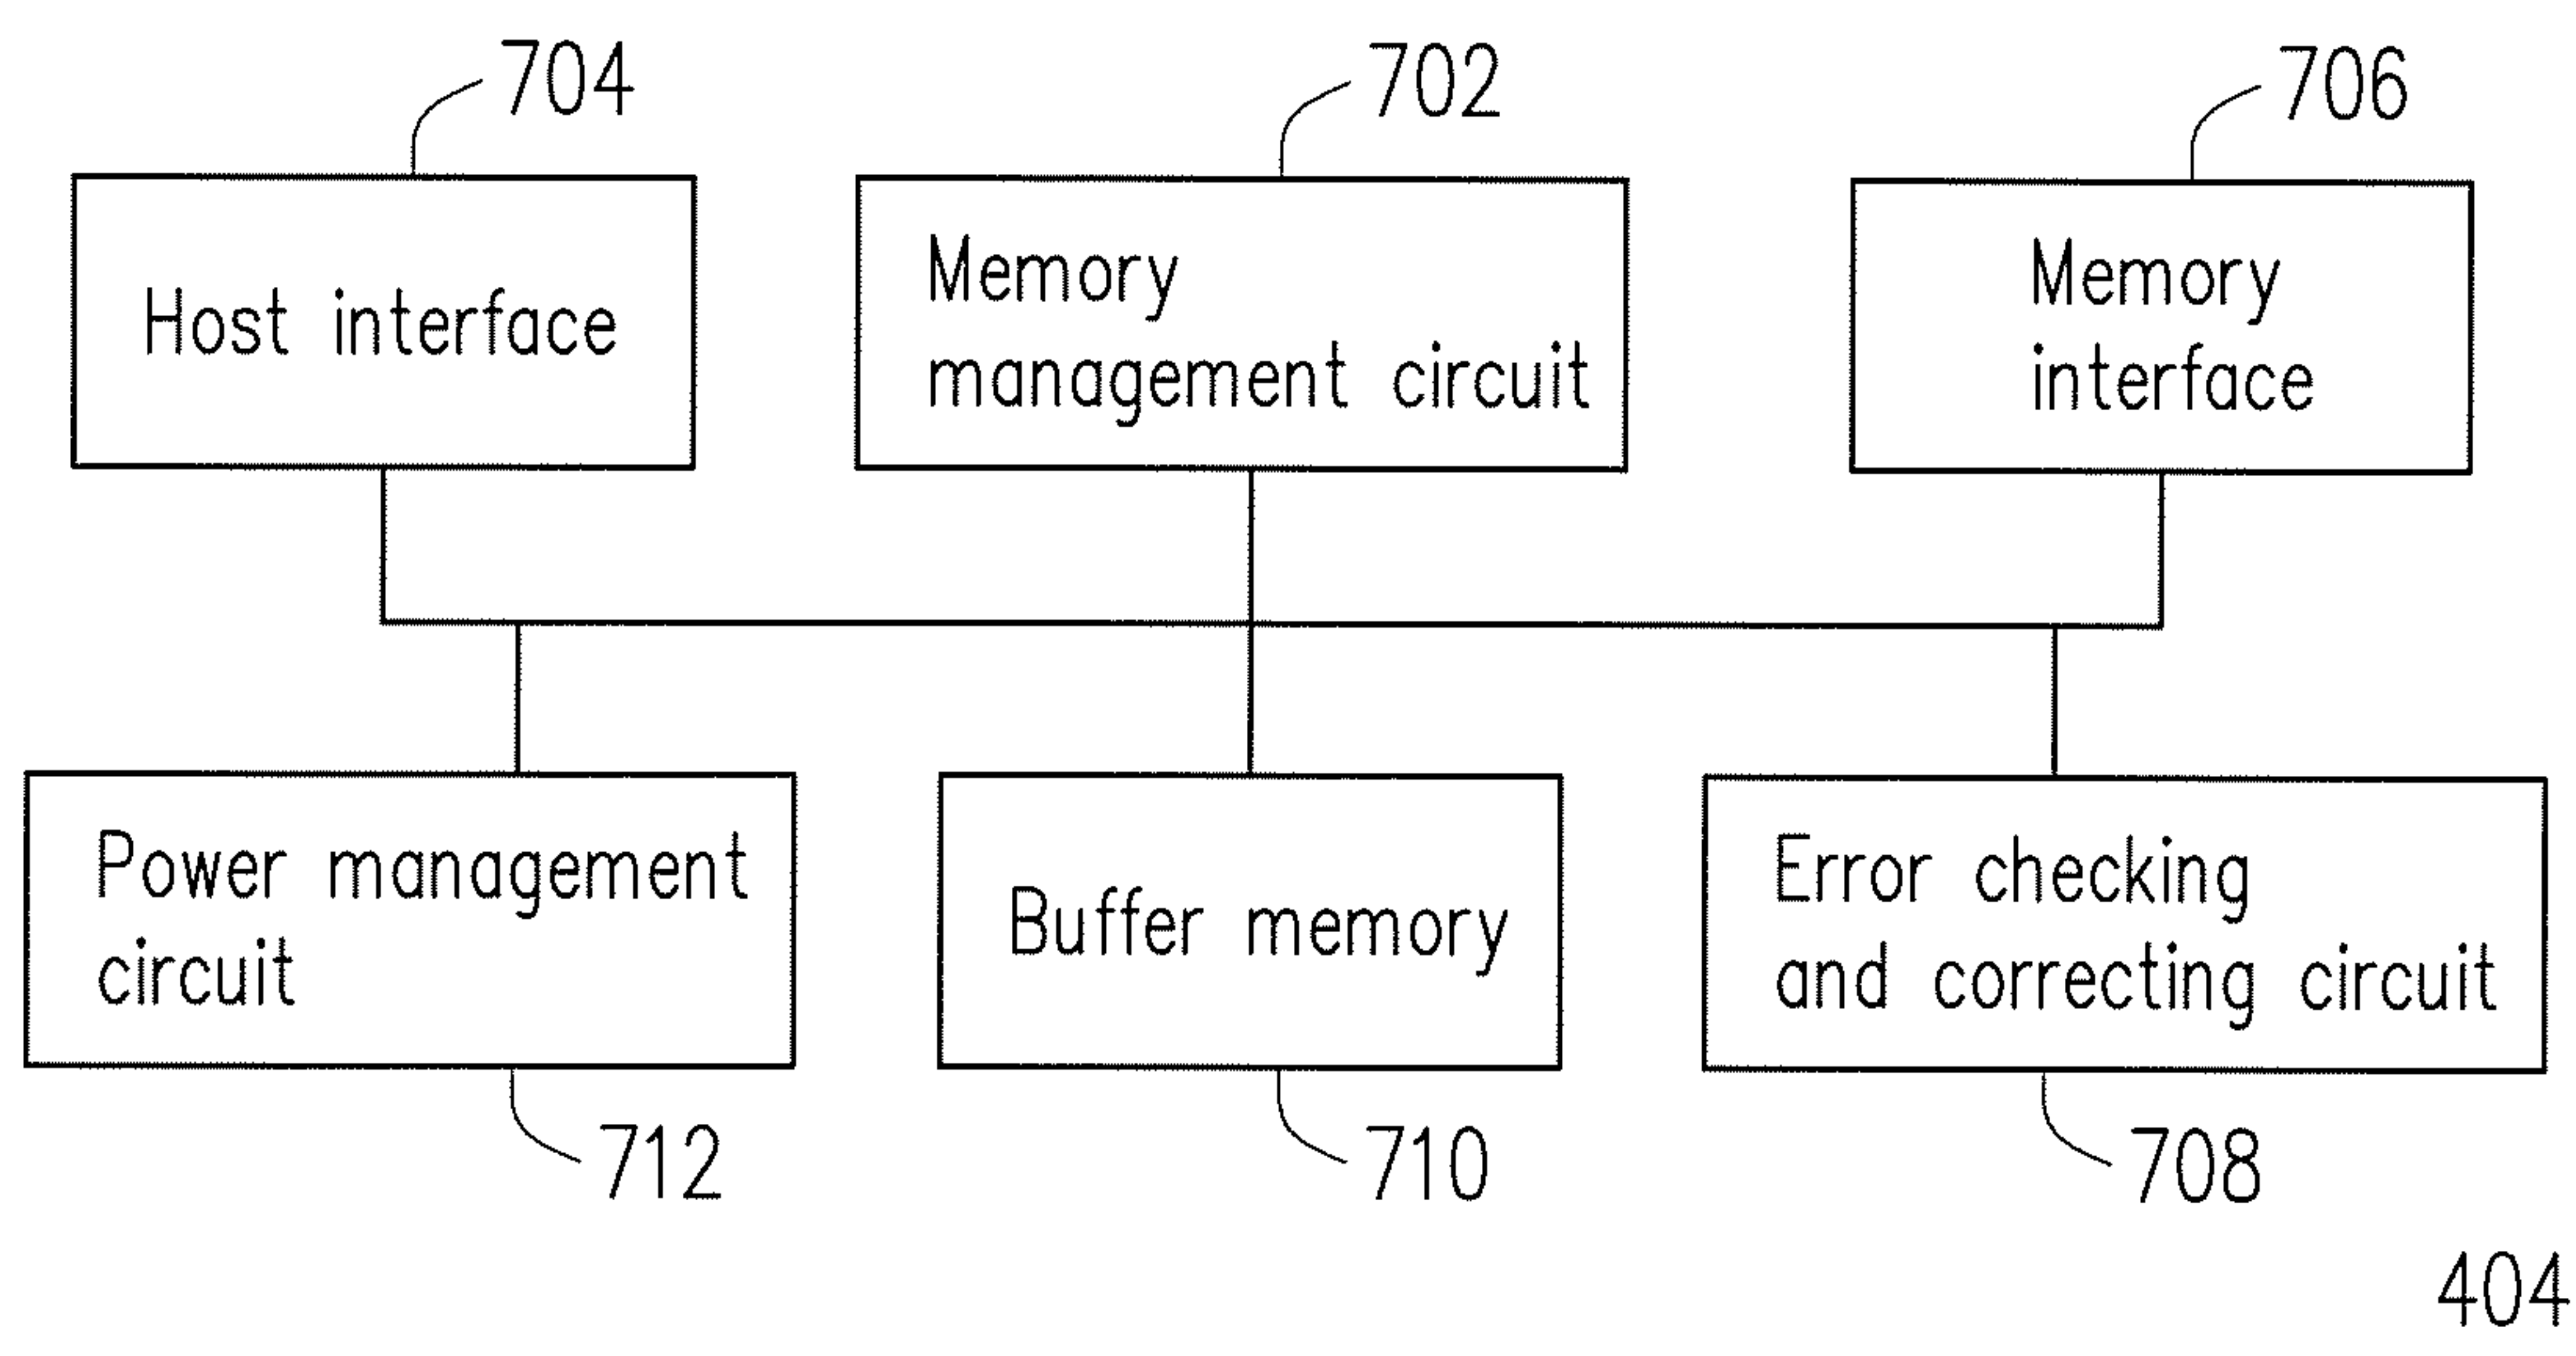 704
702
706
Host interface
Memory
management circuit
Memory
interface
Power management
circuit
Buffer memory
Error checking
and correcting circuit
712
710
708
404